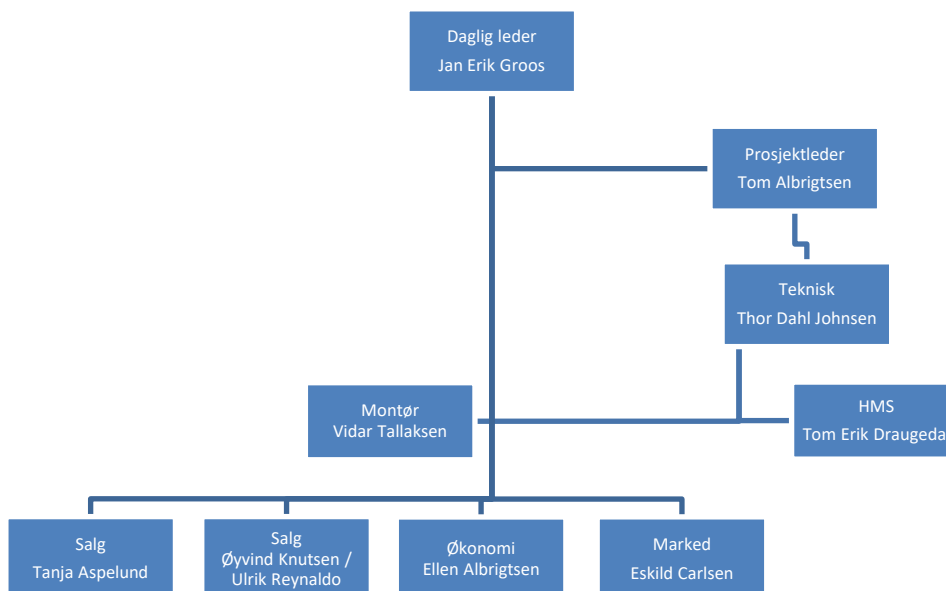 Daglig leder
Jan Erik Groos
Prosjektleder
Tom Albrigtsen
Teknisk
Thor Dahl Johnsen
Montør
Vidar Tallaksen
HMS
Tom Erik Draugeda
Salg
Tanja Aspelund
Salg
Øyvind Knutsen /
Ulrik Reynaldo
Økonomi
Ellen Albrigtsen
Marked
Eskild Carlsen